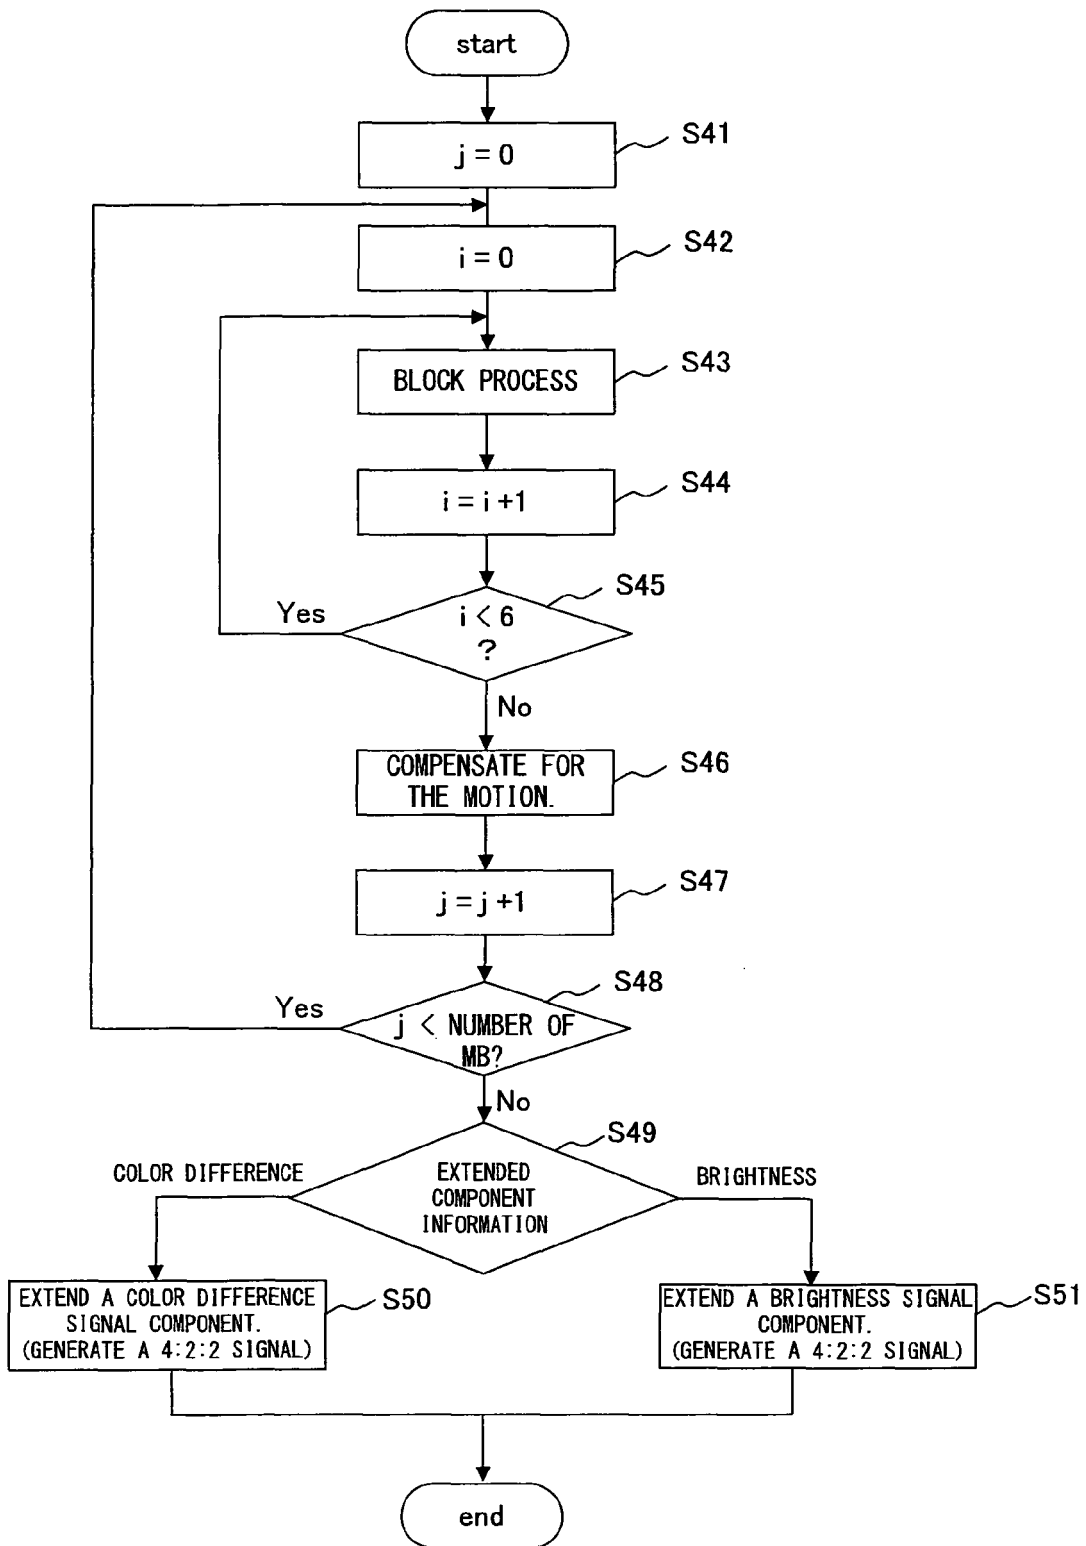 start
j = 0
S41
i = 0
S42
BLOCK PROCESS
S43
i = i +1
S44
S45
Yes
i < 6
?
No
COMPENSATE FOR
THE MOTION.
S46
j = j +1
S47
S48
Yes
j < NUMBER OF
MB?
No
S49
COLOR DIFFERENCE
EXTENDED
COMPONENT
INFORMATION
BRIGHTNESS
EXTEND A COLOR DIFFERENCE
SIGNAL COMPONENT.
(GENERATE A 4:2:2 SIGNAL)
S50
EXTEND A BRIGHTNESS SIGNAL
COMPONENT.
(GENERATE A 4:2:2 SIGNAL)
S51
end